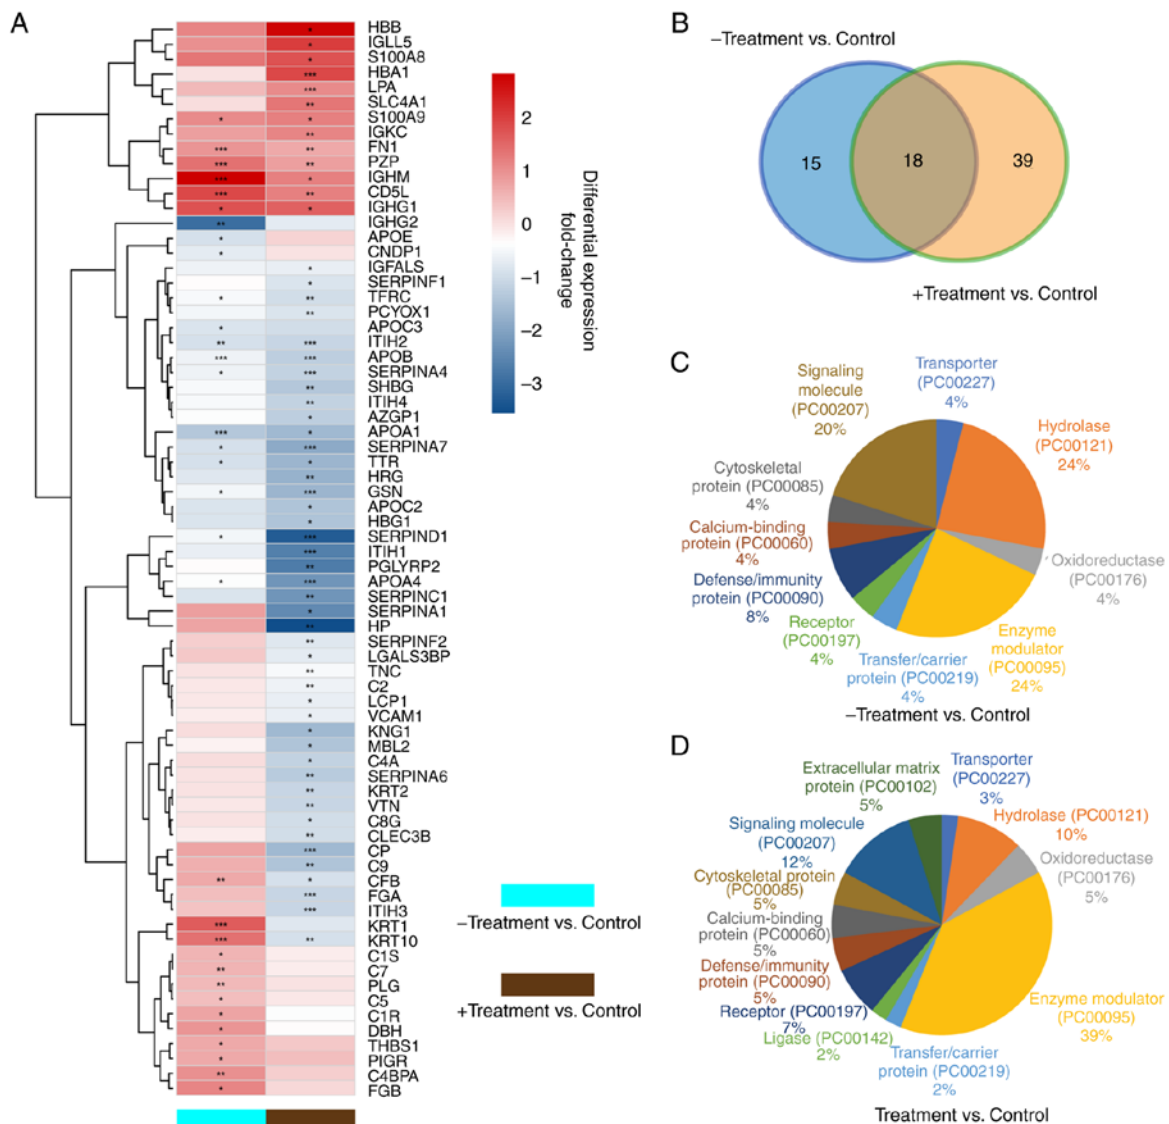 A
HBB
IGLL5
S100A8
HBA1
LPA
SLC4A1
S100A9
IGKC
FN1
PZP
IGHM
CD5L
IGHG1
IGHG2
APOE
CNDP1
IGFALS
SERPINF1
TFRC
PCYOX1
APOC3
ITIH2
APOB
SERPINA4
SHBG
ITIH4
AZGP1
APOA1
SERPINA7
TTR
HRG
GSN
APOC2
HBG1
SERPIND1
ITIH1
PGLYRP2
APOA4
SERPINC1
SERPINA1
HP
SERPINF2
LGALS3BP
TNC
C2
LCP1
VCAM1
KNG1
MBL2
C4A
SERPINA6
KRT2
VTN
C8G
CLEC3B
CP
C9
CFB
FGA
ITIH3
KRT1
KRT10
C1S
C7
PLG
C5
C1R
DBH
THBS1
PIGR
C4BPA
FGB
2
1
0
−1
−2
−3
Differential expression
fold-change
−Treatment vs. Control
+Treatment vs. Control
B
−Treatment vs. Control
15
18
39
+Treatment vs. Control
C
Signaling
molecule
(PC00207)
20%
Transporter
(PC00227)
4%
Hydrolase
(PC00121)
24%
Cytoskeletal
protein (PC00085)
4%
Calcium-binding
protein (PC00060)
4%
Oxidoreductase
(PC00176)
4%
Defense/immunity
protein (PC00090)
8%
Receptor
(PC00197)
4%
Transfer/carrier
protein (PC00219)
4%
Enzyme
modulator
(PC00095)
24%
−Treatment vs. Control
D
Extracellular matrix
protein (PC00102)
5%
Transporter
(PC00227)
3%
Hydrolase (PC00121)
10%
Signaling molecule
(PC00207)
12%
Oxidoreductase
(PC00176)
5%
Cytoskeletal protein
(PC00085)
5%
Calcium-binding
protein (PC00060)
5%
Defense/immunity
protein (PC00090)
5%
Receptor (PC00197)
7%
Ligase (PC00142)
2%
Transfer/carrier
protein (PC00219)
2%
Enzyme modulator
(PC00095)
39%
Treatment vs. Control